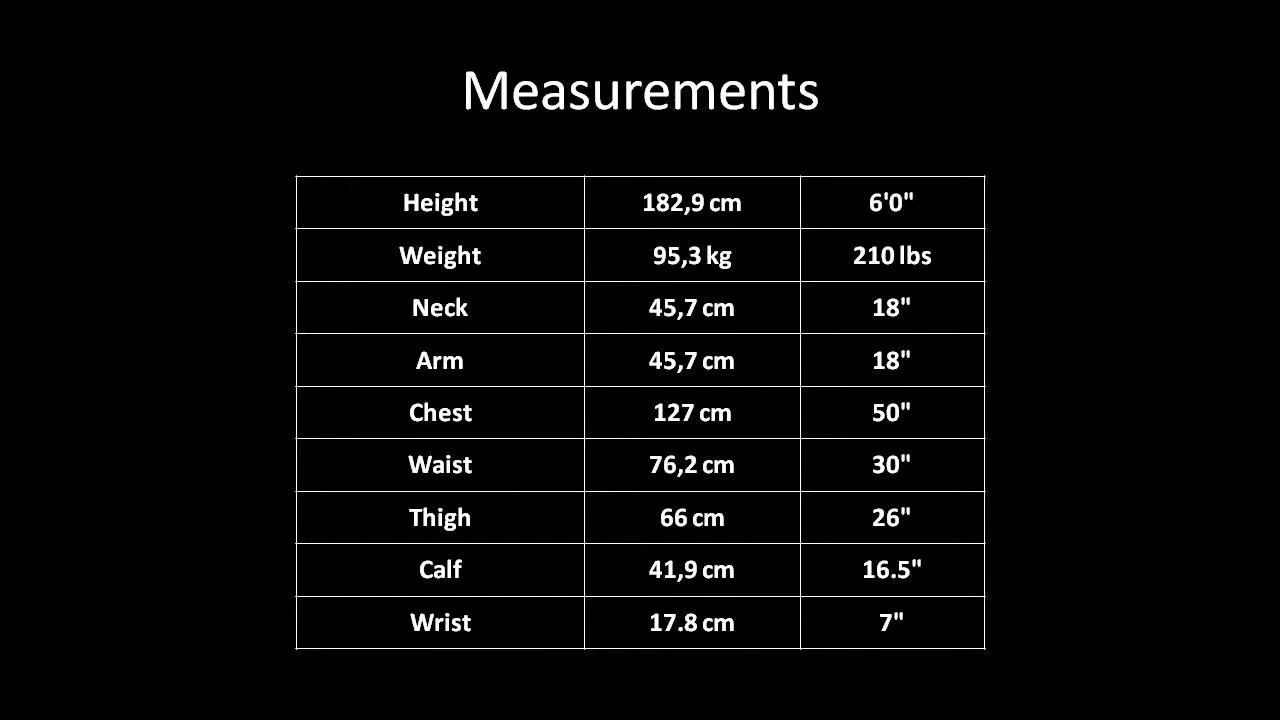 Measurements
Height 182,9 cm 6'0"
Weight 95,3 kg 210 lbs
Neck 45,7 cm 18"
Arm 45,7 cm 18"
Chest 127 cm 50"
Waist 76,2 cm 30"
Thigh 66 cm 26"
Calf 41,9 cm 16.5"
Wrist 17.8 cm 7"